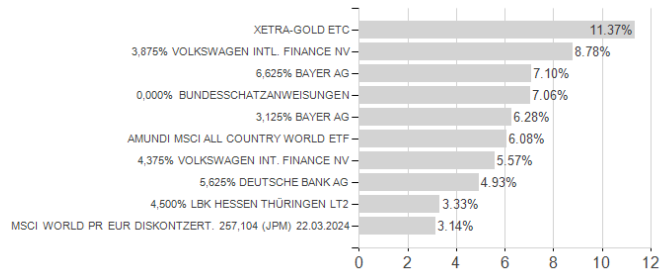 XETRA-GOLD ETC 11.37%
3,875% VOLKSWAGEN INTL. FINANCE NV 8.78%
6,625% BAYER AG 7.10%
0,000% BUNDESSCHATZANWEISUNGEN 7.06%
3,125% BAYER AG 6.28%
AMUNDI MSCI ALL COUNTRY WORLD ETF 6.08%
4,375% VOLKSWAGEN INT. FINANCE NV 5.57%
5,625% DEUTSCHE BANK AG 4.93%
4,500% LBK HESSEN THÜRINGEN LT2 3.33%
MSCI WORLD PR EUR DISKONTZERT. 257,104 (JPM) 22.03.2024 3.14%
0 2 4 6 8 10 12